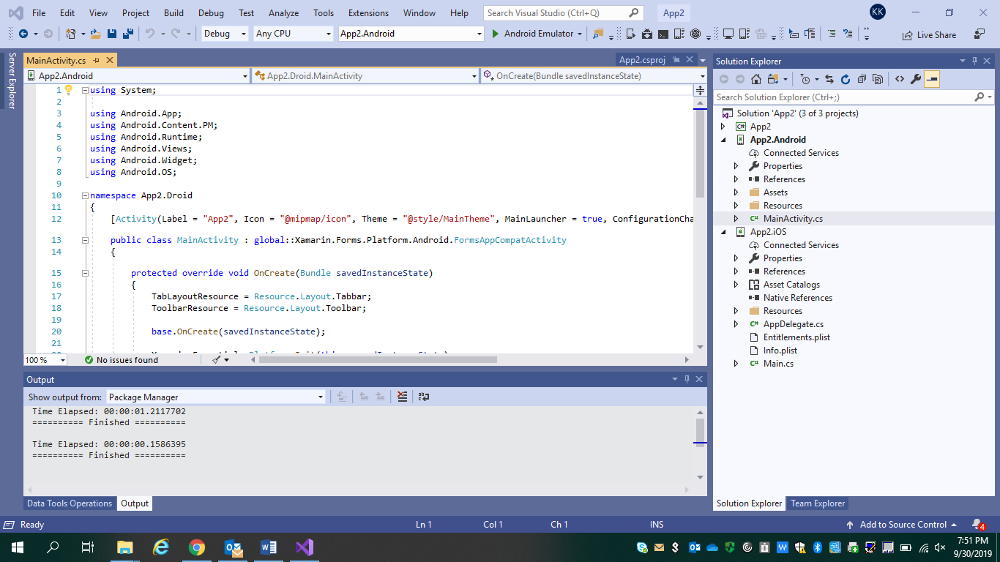 File Edit View Project Build Debug Test Analyze Tools Extensions Window Help Search Visual Studio (Ctrl+Q) App2 KK
Debug Any CPU App2.Android Android Emulator Live Share
Server Explorer
MainActivity.cs App2.csproj
App2.Android App2.Droid.MainActivity OnCreate(Bundle savedInstanceState)
1 using System;
2
3 using Android.App;
4 using Android.Content.PM;
5 using Android.Runtime;
6 using Android.Views;
7 using Android.Widget;
8 using Android.OS;
9
10 namespace App2.Droid
11 {
12 [Activity(Label = "App2", Icon = "@mipmap/icon", Theme = "@style/MainTheme", MainLauncher = true, ConfigurationCha
13 public class MainActivity : global::Xamarin.Forms.Platform.Android.FormsAppCompatActivity
14 {
15 protected override void OnCreate(Bundle savedInstanceState)
16 {
17 TabLayoutResource = Resource.Layout.Tabbar;
18 ToolbarResource = Resource.Layout.Toolbar;
19
20 base.OnCreate(savedInstanceState);
21
100 % No issues found
Output
Show output from: Package Manager
Time Elapsed: 00:00:01.2117702
========== Finished ==========
Time Elapsed: 00:00:00.1586395
========== Finished ==========
Data Tools Operations Output
Solution Explorer
Search Solution Explorer (Ctrl+;)
Solution 'App2' (3 of 3 projects)
App2
App2.Android
Connected Services
Properties
References
Assets
Resources
MainActivity.cs
App2.iOS
Connected Services
Properties
References
Asset Catalogs
Native References
Resources
AppDelegate.cs
Entitlements.plist
Info.plist
Main.cs
Solution Explorer Team Explorer
Ready Ln 1 Col 1 Ch 1 INS Add to Source Control 4
7:51 PM
9/30/2019